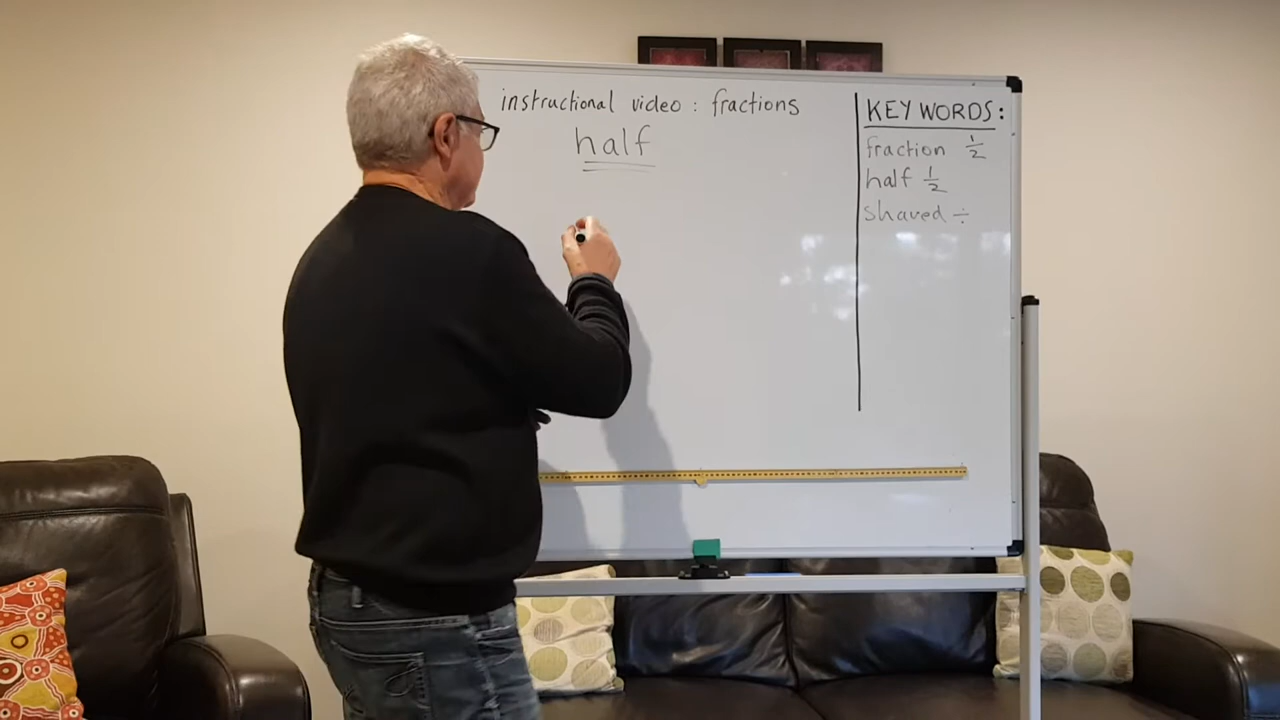 instructional video : fractions
half
KEY WORDS:
fraction ½
half ½
shared ÷